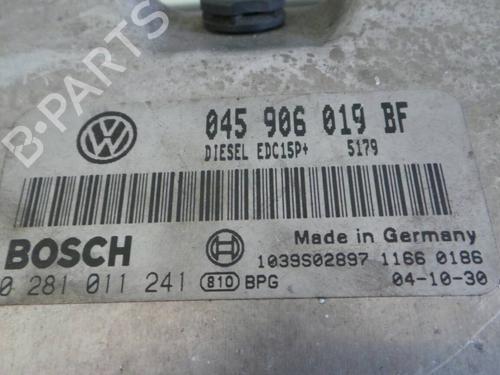 B-PARTS
045 906 019 BF
DIESEL EDC15P+ 5179
BOSCH
Made in Germany
1039S02897 1166 0186
0 281 011 241 810 BPG 04-10-30